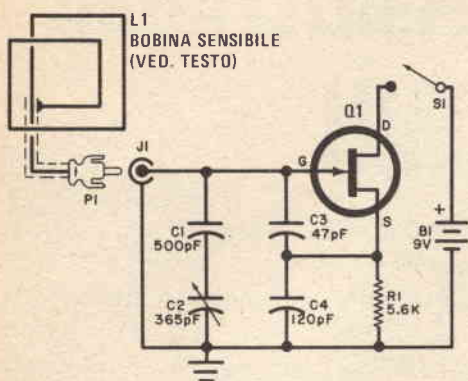 L1
BOBINA SENSIBILE
(VED. TESTO)
P1
J1
C1
500pF
C2
365pF
C3
47pF
C4
120pF
G
Q1
D
S
R1
5.6K
S1
+
B1
9V